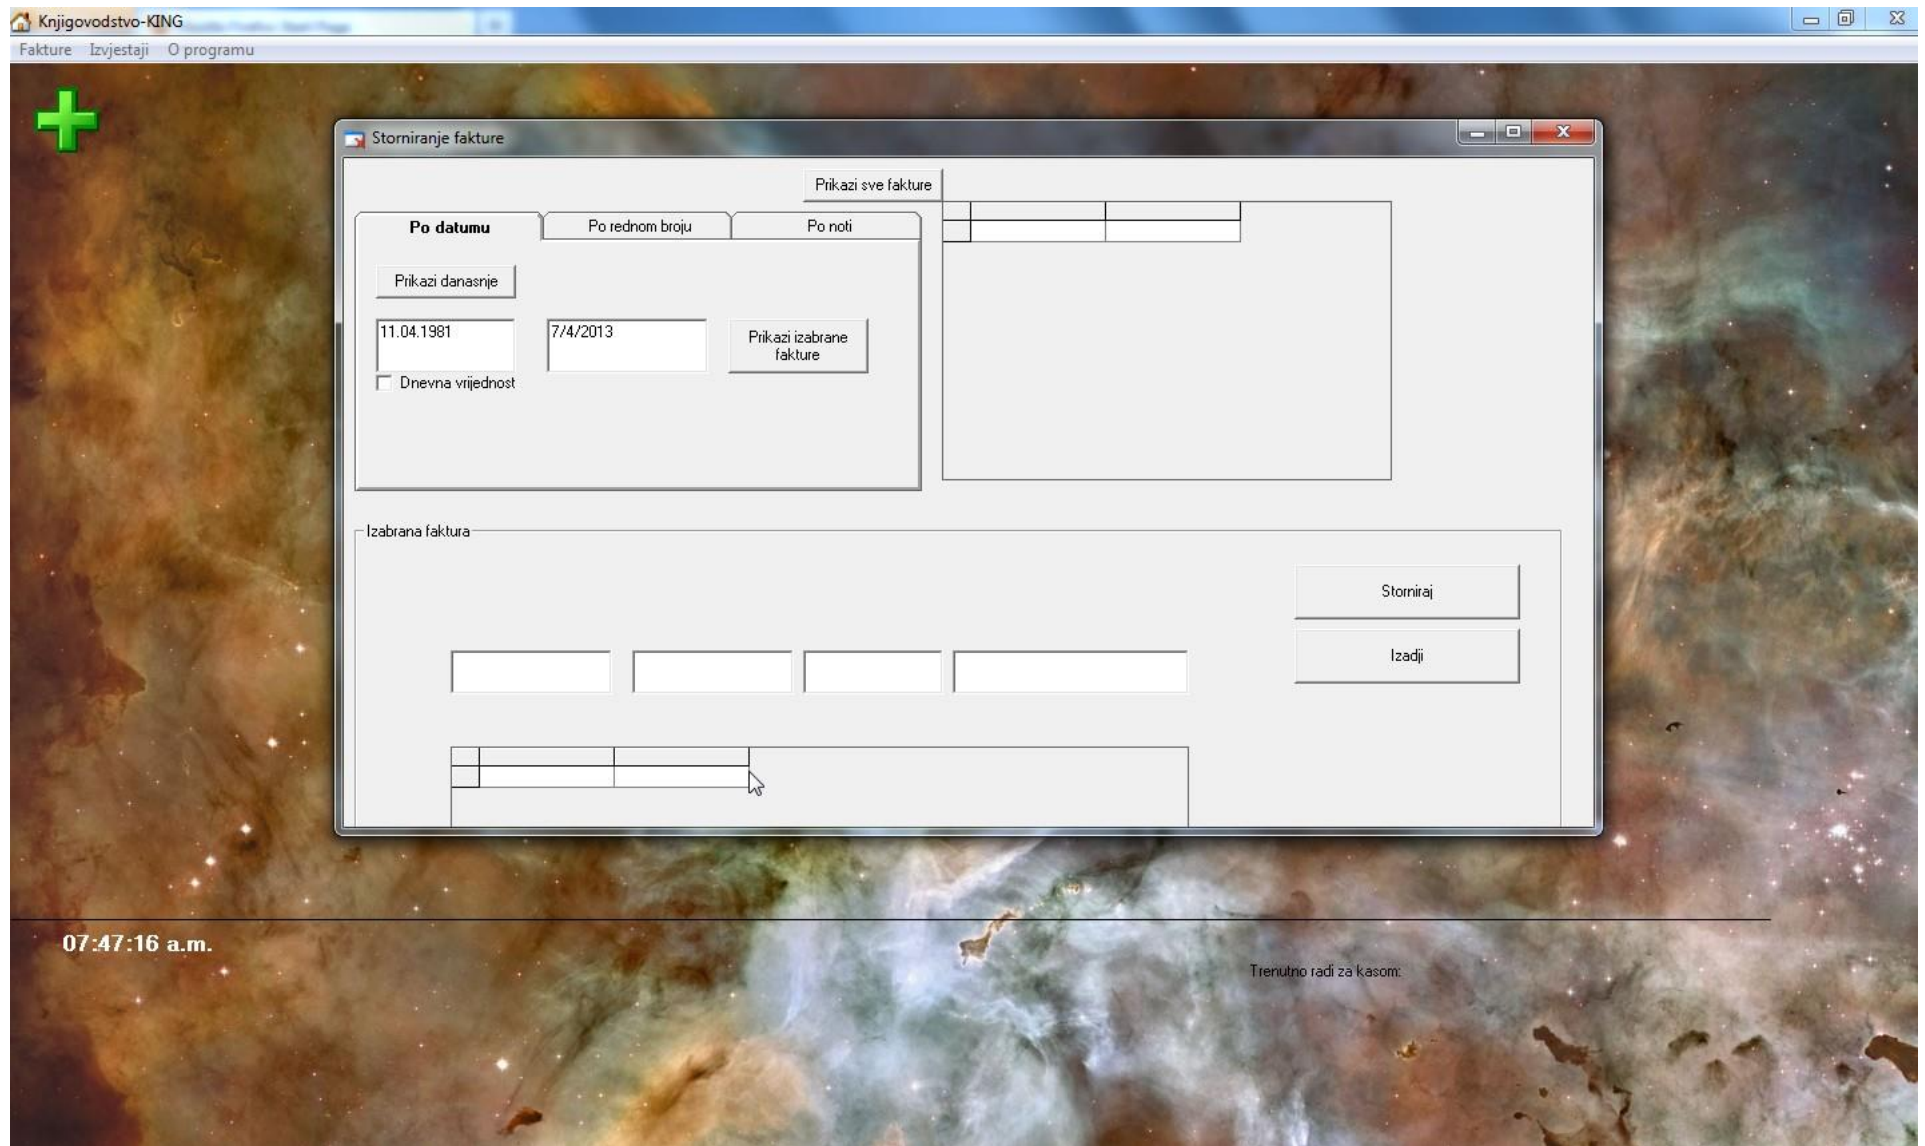 Knjigovodstvo-KING
Fakture Izvjestaji O programu
Storniranje fakture
Prikazi sve fakture
Po datumu Po rednom broju Po noti
Prikazi danasnje
11.04.1981 7/4/2013 Prikazi izabrane
fakture
Dnevna vrijednost
Izabrana faktura
Storniraj
Izadji
07:47:16 a.m.
Trenutno radi za kasom: